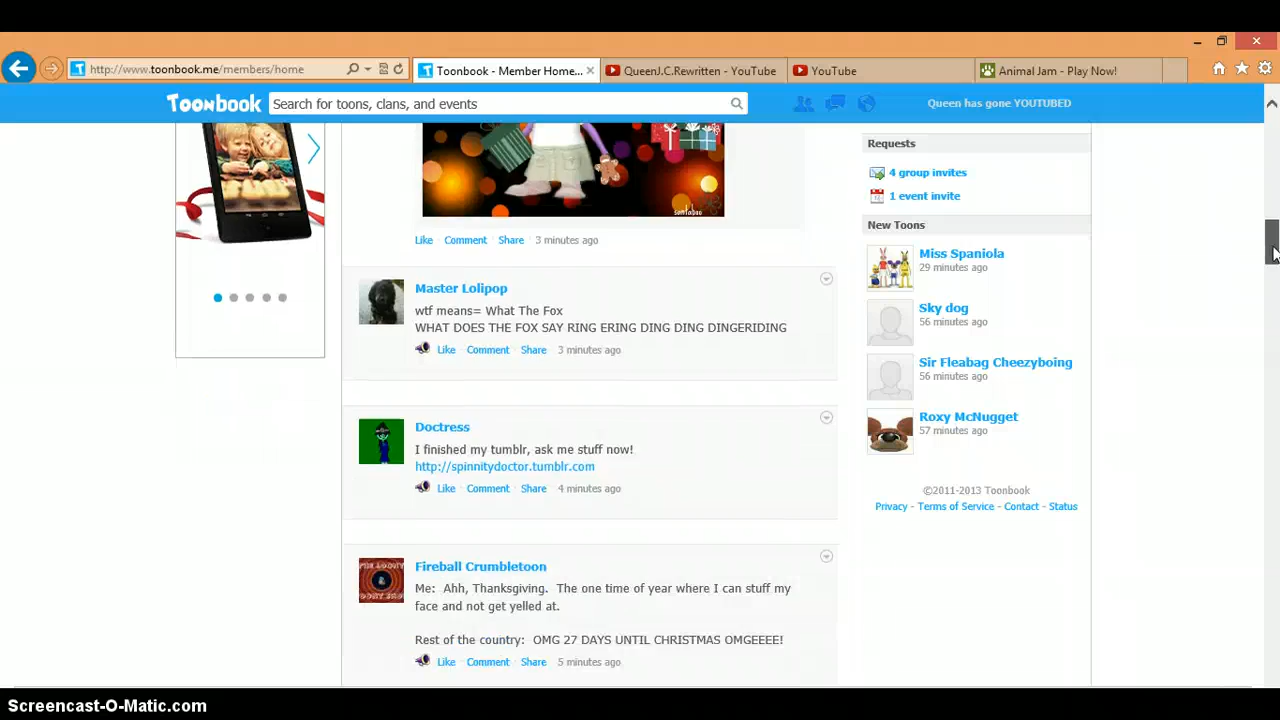 http://www.toonbook.me/members/home
Toonbook - Member Home...
QueenJ.C.Rewritten - YouTube
YouTube
Animal Jam - Play Now!
Toonbook
Search for toons, clans, and events
Queen has gone YOUTUBED
Like · Comment · Share 3 minutes ago
Master Lolipop
wtf means= What The Fox
WHAT DOES THE FOX SAY RING ERING DING DING DINGERIDING
Like · Comment · Share 3 minutes ago
Doctress
I finished my tumblr, ask me stuff now!
http://spinnitydoctor.tumblr.com
Like · Comment · Share 4 minutes ago
Fireball Crumbletoon
Me:  Ahh, Thanksgiving.  The one time of year where I can stuff my
face and not get yelled at.
Rest of the country:  OMG 27 DAYS UNTIL CHRISTMAS OMGEEEE!
Like · Comment · Share 5 minutes ago
Requests
4 group invites
1 event invite
New Toons
Miss Spaniola
29 minutes ago
Sky dog
56 minutes ago
Sir Fleabag Cheezyboing
56 minutes ago
Roxy McNugget
57 minutes ago
©2011-2013 Toonbook
Privacy - Terms of Service - Contact - Status
Screencast-O-Matic.com